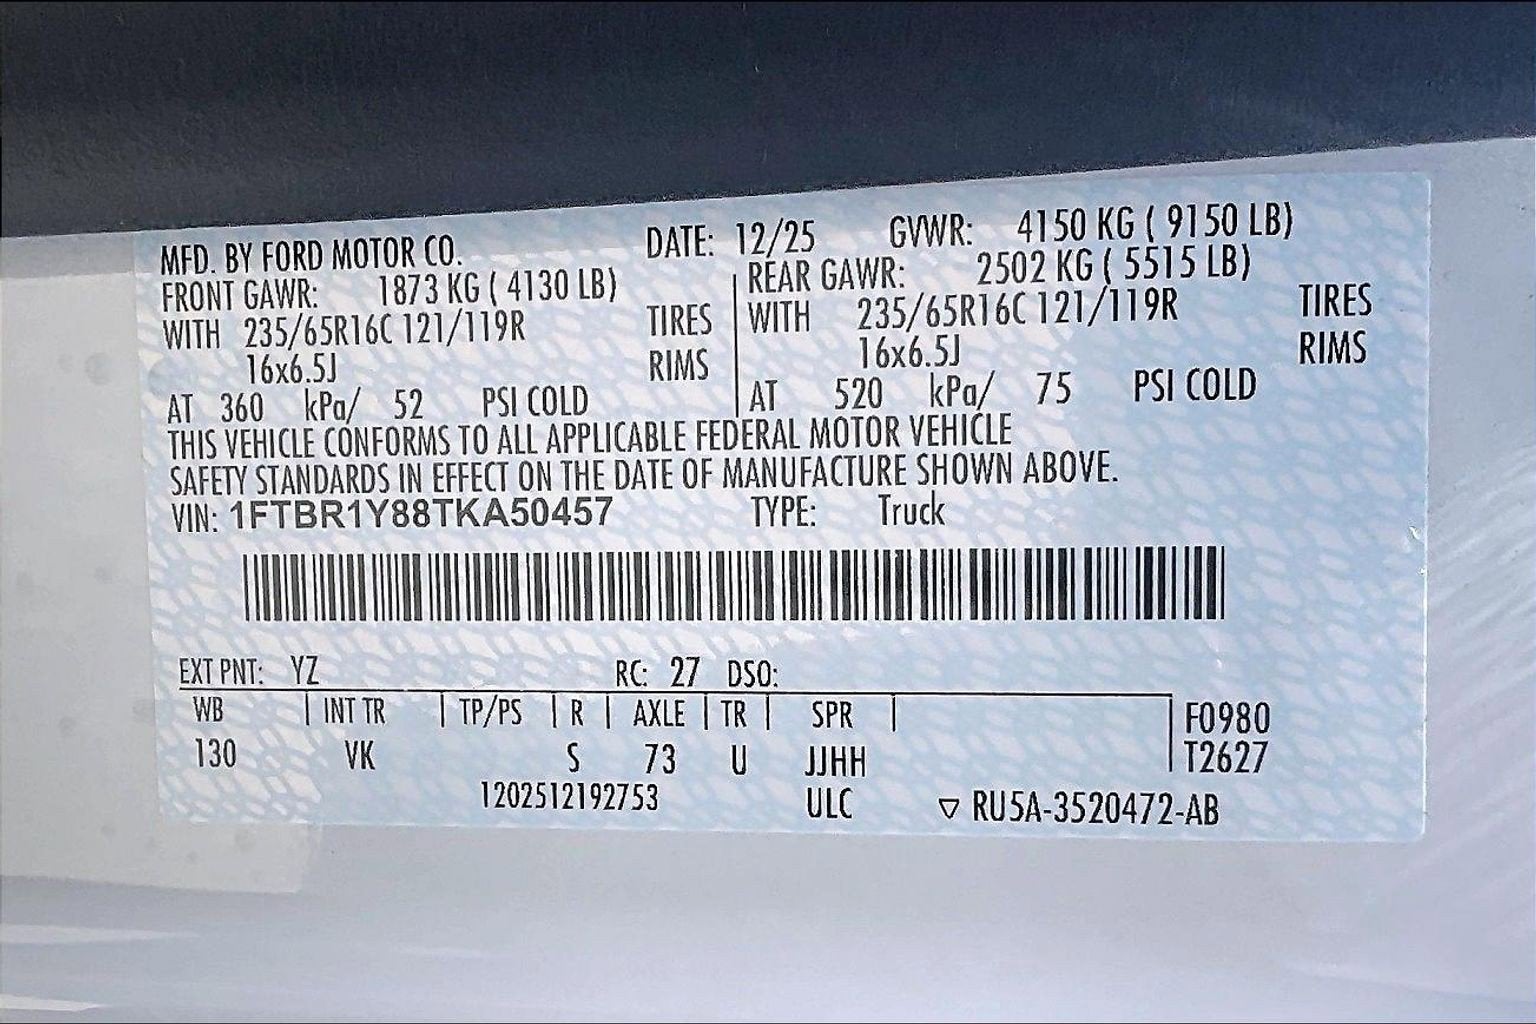 MFD. BY FORD MOTOR CO. DATE: 12/25 GVWR: 4150 KG ( 9150 LB)
FRONT GAWR: 1873 KG ( 4130 LB) REAR GAWR: 2502 KG ( 5515 LB)
WITH 235/65R16C 121/119R TIRES WITH 235/65R16C 121/119R TIRES
16x6.5J RIMS 16x6.5J RIMS
AT 360 kPa/ 52 PSI COLD AT 520 kPa/ 75 PSI COLD
THIS VEHICLE CONFORMS TO ALL APPLICABLE FEDERAL MOTOR VEHICLE
SAFETY STANDARDS IN EFFECT ON THE DATE OF MANUFACTURE SHOWN ABOVE.
VIN: 1FTBR1Y88TKA50457 TYPE: Truck
EXT PNT: YZ RC: 27 DSO:
WB INT TR TP/PS R AXLE TR SPR F0980
130 VK S 73 U JJHH T2627
1202512192753 ULC ▽ RU5A-3520472-AB